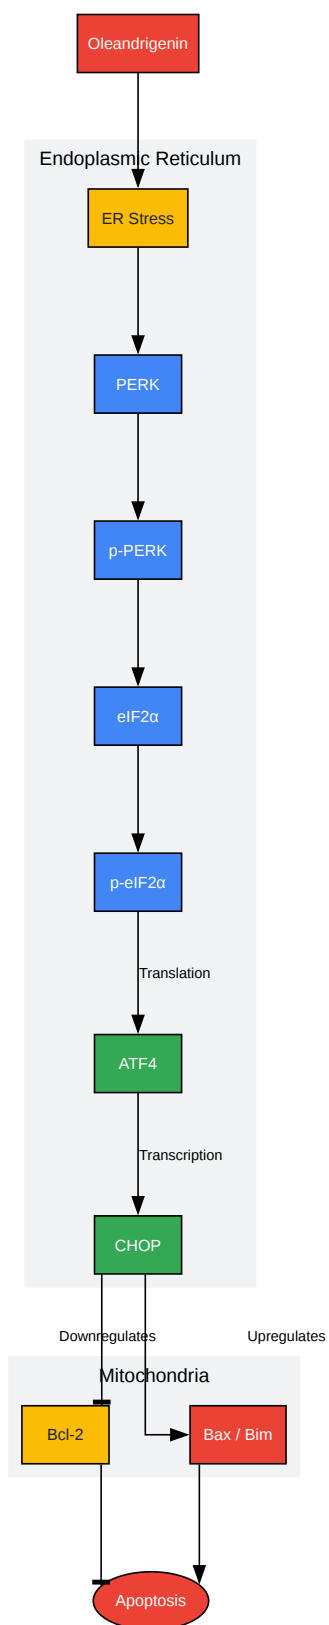 Oleandrigenin
Endoplasmic Reticulum
ER Stress
PERK
p-PERK
eIF2α
p-eIF2α
Translation
ATF4
Transcription
CHOP
Downregulates
Upregulates
Mitochondria
Bcl-2
Bax / Bim
Apoptosis